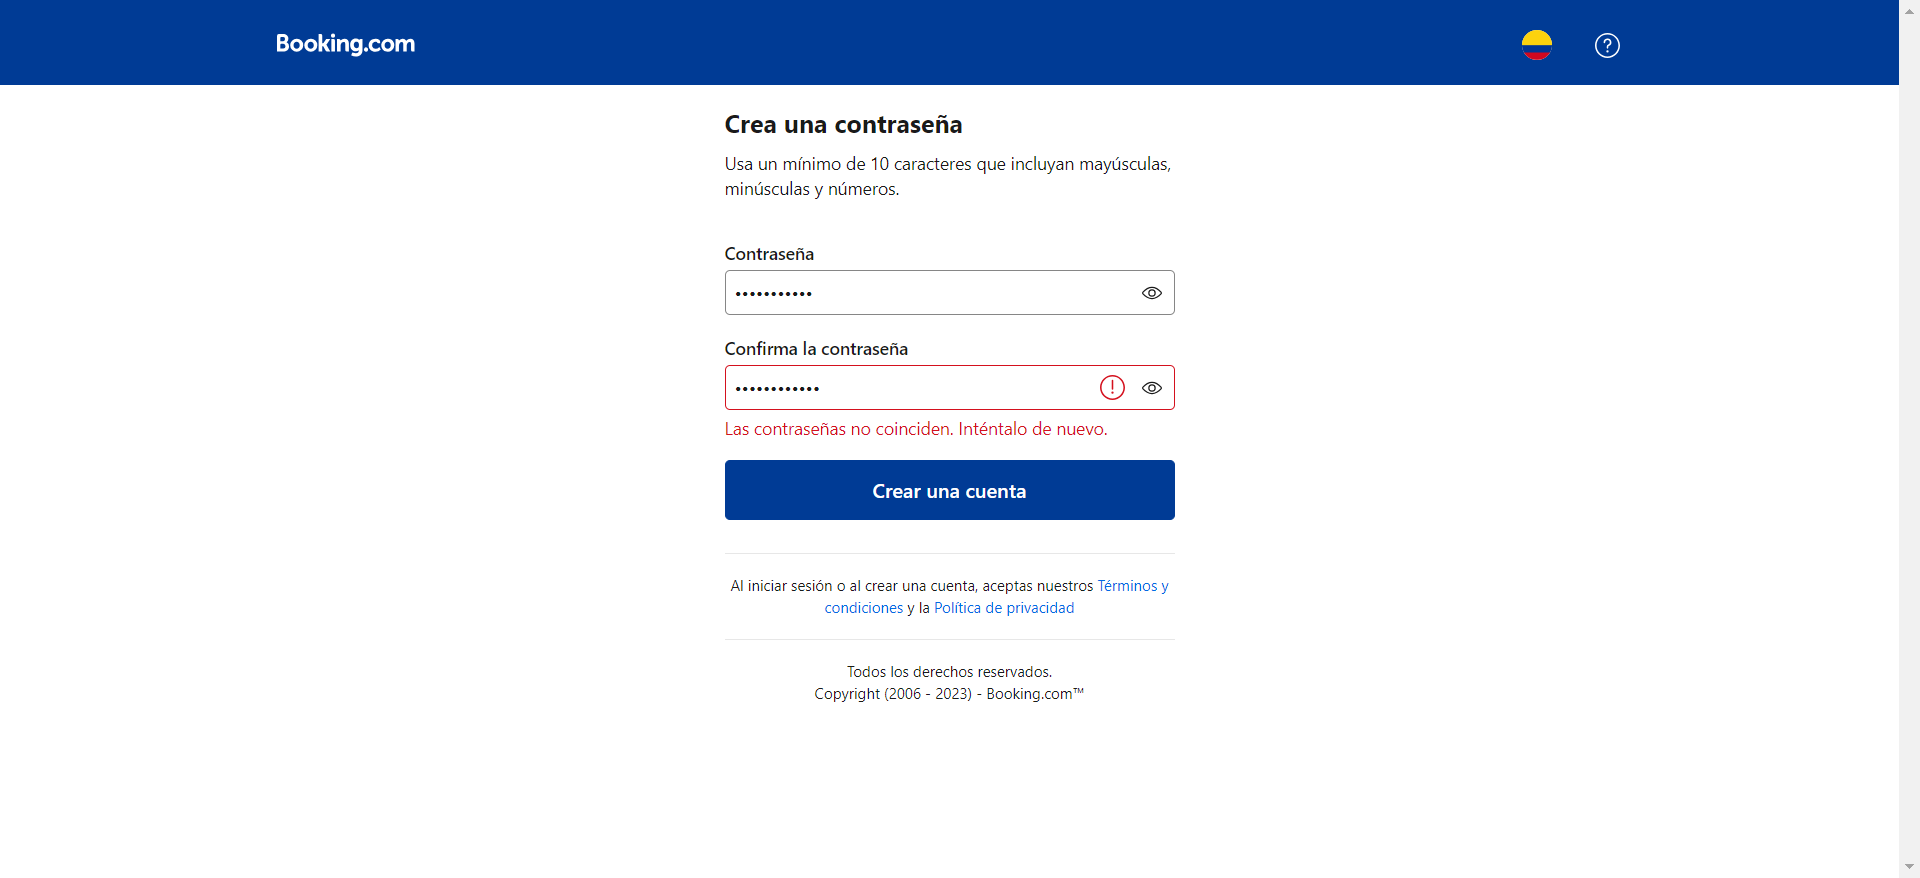 Booking.com
Crea una contraseña
Usa un mínimo de 10 caracteres que incluyan mayúsculas,
minúsculas y números.
Contraseña
•••••••••••
Confirma la contraseña
••••••••••••
Las contraseñas no coinciden. Inténtalo de nuevo.
Crear una cuenta
Al iniciar sesión o al crear una cuenta, aceptas nuestros Términos y
condiciones y la Política de privacidad
Todos los derechos reservados.
Copyright (2006 - 2023) - Booking.com™